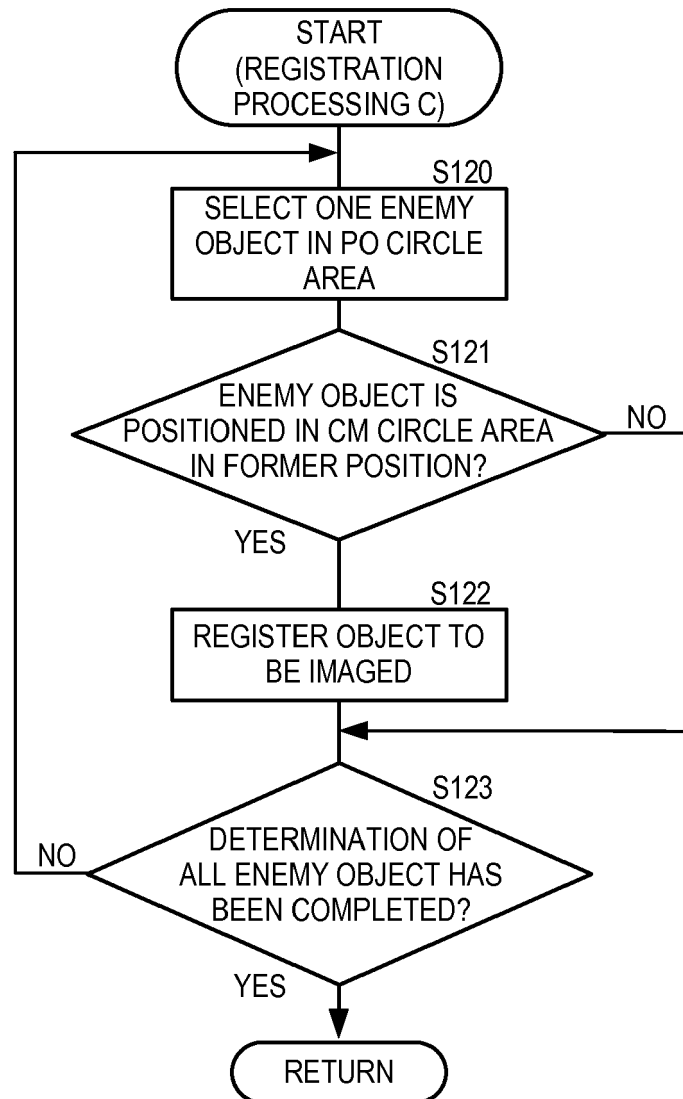 START
(REGISTRATION
PROCESSING C)
S120
SELECT ONE ENEMY
OBJECT IN PO CIRCLE
AREA
S121
ENEMY OBJECT IS
POSITIONED IN CM CIRCLE AREA
IN FORMER POSITION?
NO
YES
S122
REGISTER OBJECT TO
BE IMAGED
S123
DETERMINATION OF
ALL ENEMY OBJECT HAS
BEEN COMPLETED?
NO
YES
RETURN